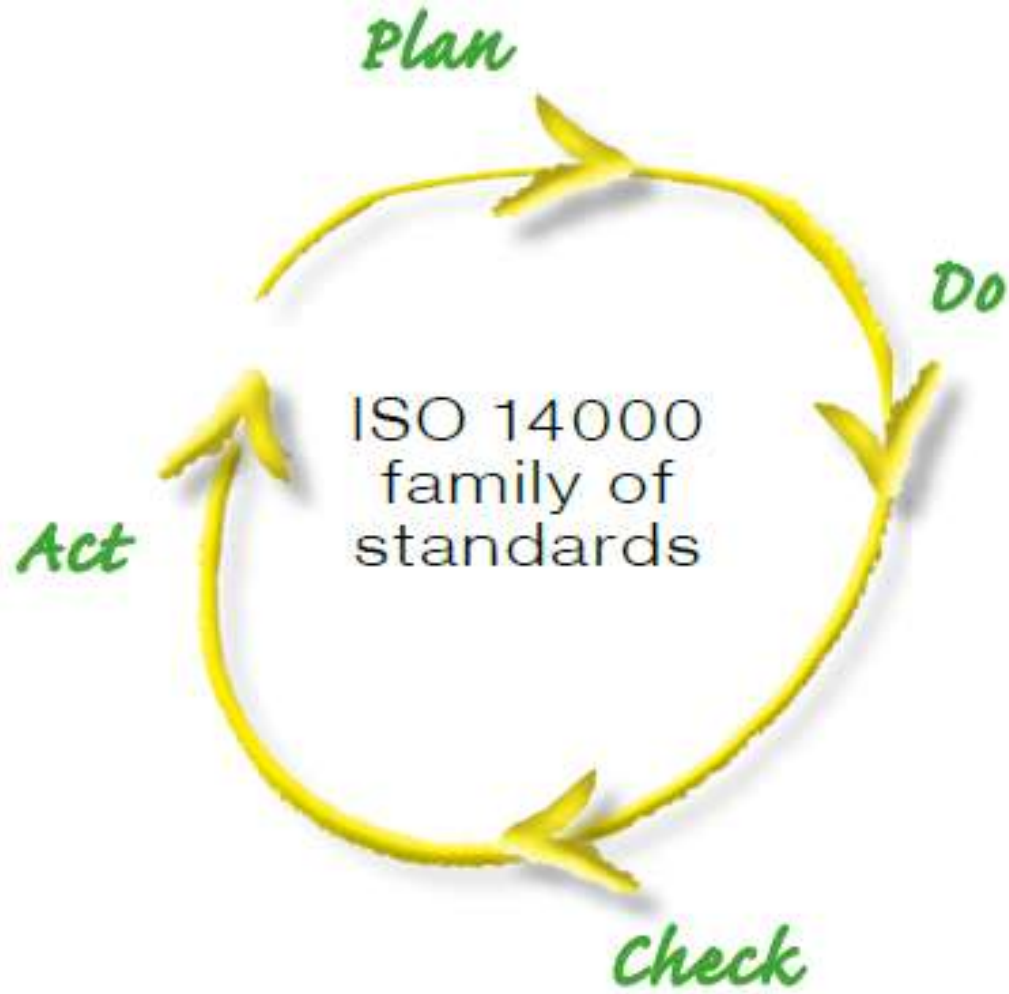 Plan
Do
ISO 14000
family of
standards
Act
Check